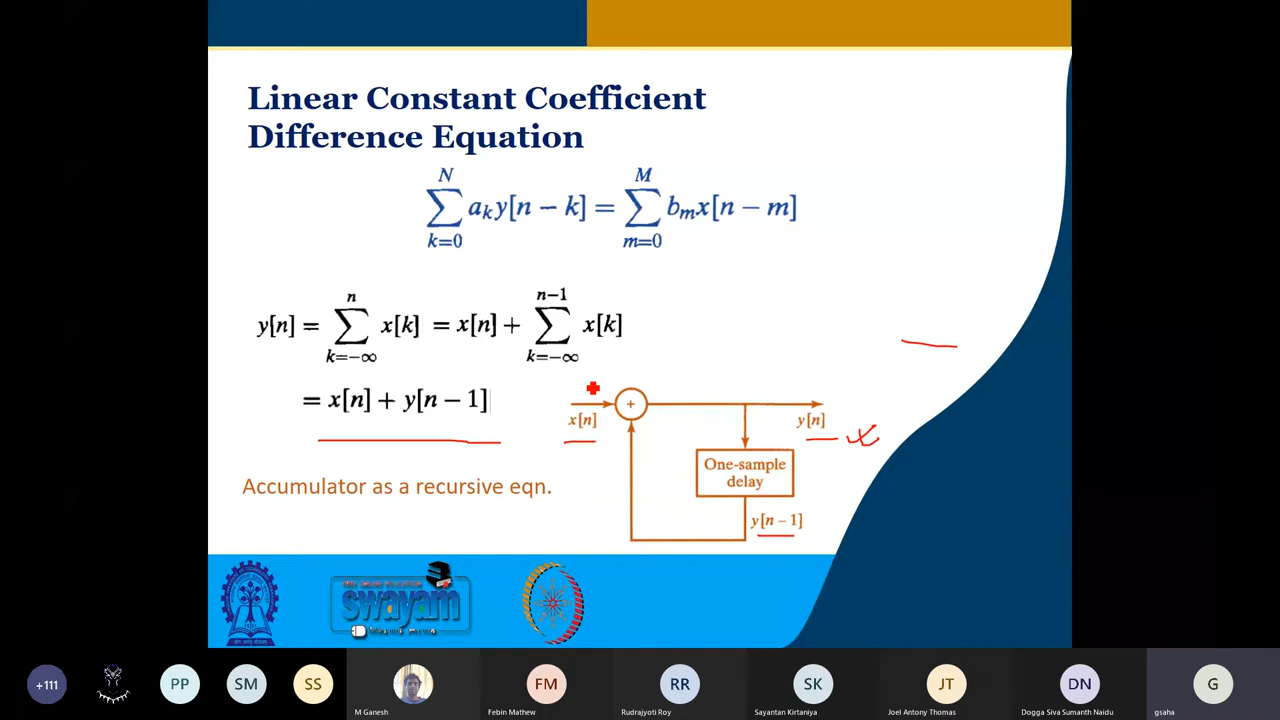 Linear Constant Coefficient
Difference Equation
N M
∑ aₖy[n − k] = ∑ bₘx[n − m]
k=0 m=0
n n−1
y[n] = ∑ x[k] = x[n] + ∑ x[k]
k=−∞ k=−∞
= x[n] + y[n − 1]
+
x[n] y[n]
One-sample
delay
y[n − 1]
Accumulator as a recursive eqn.
swayam
+111 PP SM SS FM RR SK JT DN G
M Ganesh Febin Mathew Rudrajyoti Roy Sayantan Kirtaniya Joel Antony Thomas Dogga Siva Sumanth Naidu gsaha